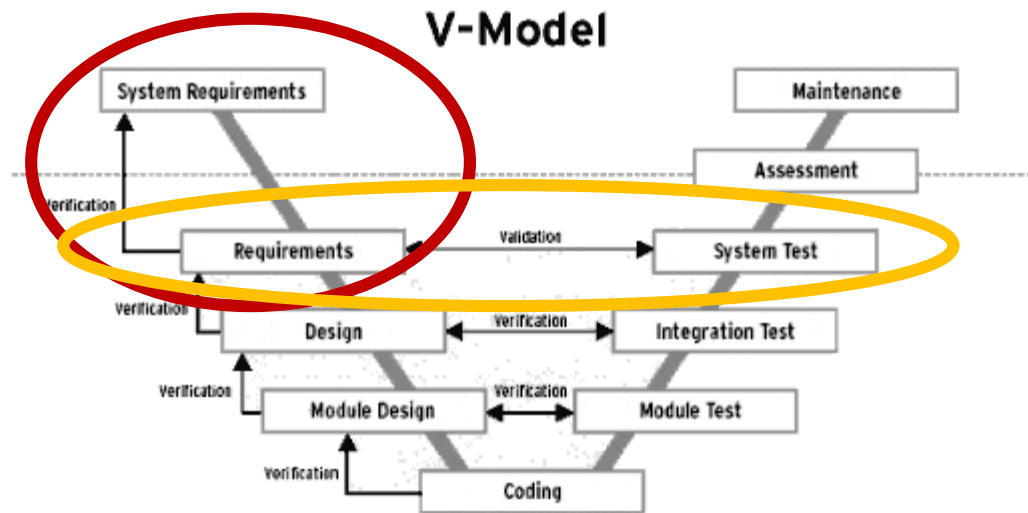 V-Model
System Requirements
Maintenance
Assessment
Verification
Requirements
Validation
System Test
Verification
Design
Verification
Integration Test
Verification
Module Design
Verification
Module Test
Verification
Coding